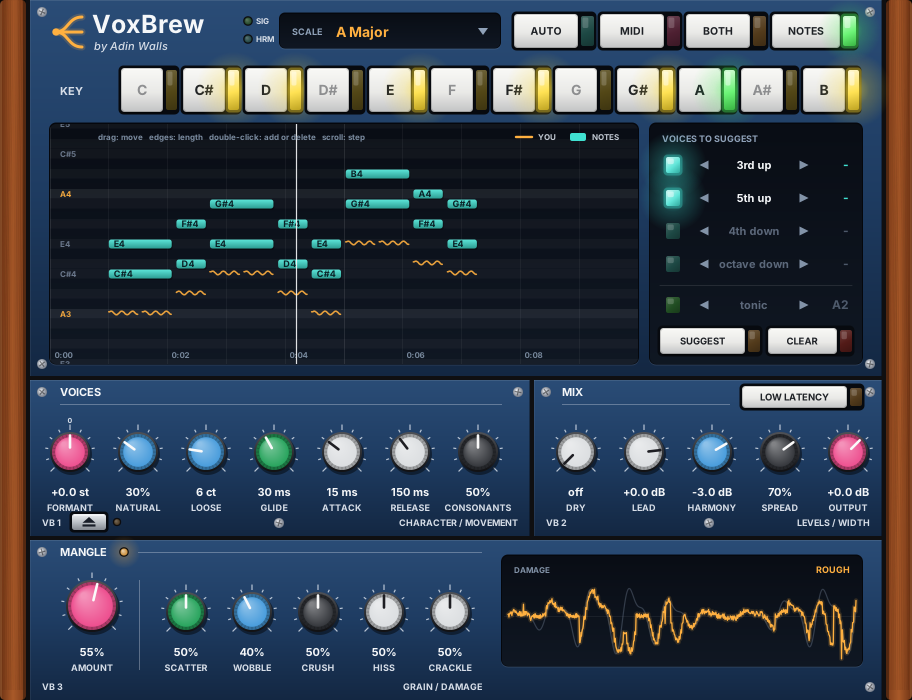 VoxBrew
by Adin Walls
SIG
HRM
SCALE A Major
AUTO MIDI BOTH NOTES
KEY C C# D D# E F F# G G# A A# B
drag: move edges: length double-click: add or delete scroll: step
YOU NOTES
C#5
B4
A4 A4
G#4 G#4 G#4
F#4 F#4 F#4
E4 E4 E4 E4 E4
D4 D4
C#4 C#4 C#4
A3
0:00 0:02 0:04 0:06 0:08
VOICES TO SUGGEST
3rd up -
5th up -
4th down -
octave down -
tonic A2
SUGGEST CLEAR
VOICES
0
+0.0 st 30% 6 ct 30 ms 15 ms 150 ms 50%
FORMANT NATURAL LOOSE GLIDE ATTACK RELEASE CONSONANTS
VB 1 CHARACTER / MOVEMENT
MIX LOW LATENCY
off +0.0 dB -3.0 dB 70% +0.0 dB
DRY LEAD HARMONY SPREAD OUTPUT
VB 2 LEVELS / WIDTH
MANGLE
55% 50% 40% 50% 50% 50%
AMOUNT SCATTER WOBBLE CRUSH HISS CRACKLE
VB 3 GRAIN / DAMAGE
DAMAGE ROUGH